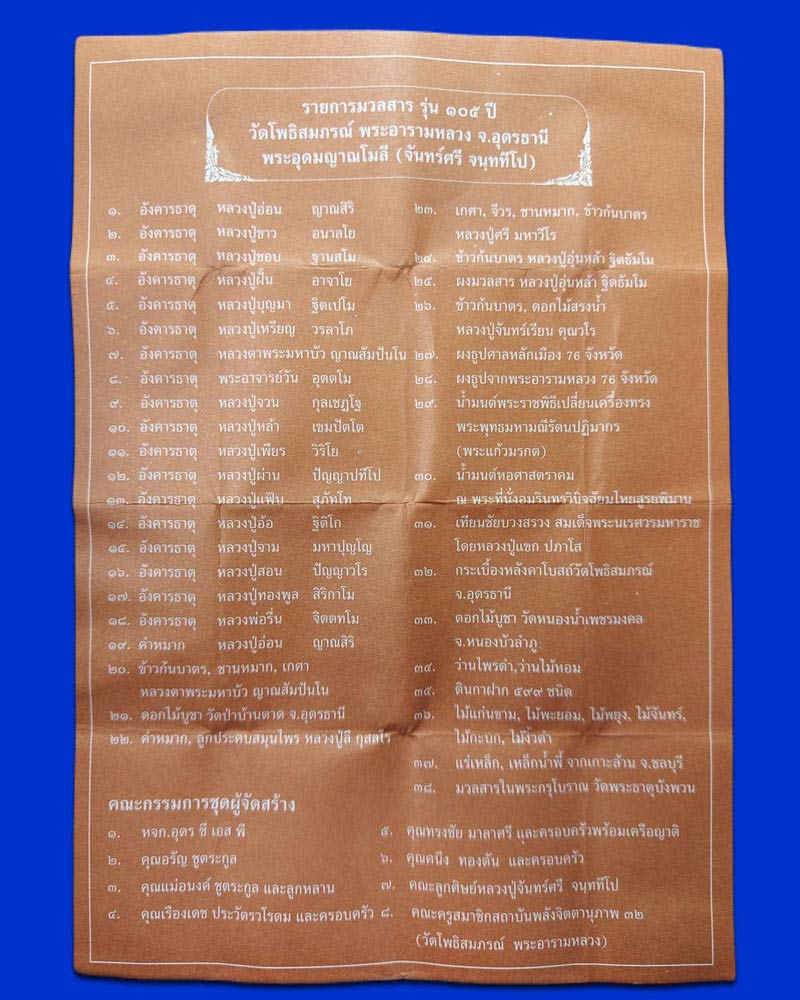 รายการมวลสาร รุ่น ๑๐๕ ปี
วัดโพธิสมภรณ์ พระอารามหลวง จ.อุดรธานี
พระอุดมญาณโมลี (จันทร์ศรี จนฺททีโป)
๑. อังคารธาตุ หลวงปู่อ่อน ญาณสิริ
๒. อังคารธาตุ หลวงปู่ขาว อนาลโย
๓. อังคารธาตุ หลวงปู่ชอบ ฐานสโม
๔. อังคารธาตุ หลวงปู่ฝั้น อาจาโย
๕. อังคารธาตุ หลวงปู่บุญมา ฐิตเปโม
๖. อังคารธาตุ หลวงปู่เหรียญ วรลาโภ
๗. อังคารธาตุ หลวงตาพระมหาบัว ญาณสัมปันโน
๘. อังคารธาตุ พระอาจารย์วัน อุตตโม
๙. อังคารธาตุ หลวงปู่จวน กุลเชฏโฐ
๑๐. อังคารธาตุ หลวงปู่หล้า เขมปัตโต
๑๑. อังคารธาตุ หลวงปู่เพียร วิริโย
๑๒. อังคารธาตุ หลวงปู่ผ่าน ปัญญาปทีโป
๑๓. อังคารธาตุ หลวงปู่แฟ๊บ สุภัทโท
๑๔. อังคารธาตุ หลวงปู่อ้อ ฐิติโก
๑๕. อังคารธาตุ หลวงปู่จาม มหาปุญโญ
๑๖. อังคารธาตุ หลวงปู่สอน ปัญญาวโร
๑๗. อังคารธาตุ หลวงปู่ทองพูล สิริกาโม
๑๘. อังคารธาตุ หลวงพ่อรื่น จิตตทโม
๑๙. คำหมาก หลวงปู่อ่อน ญาณสิริ
๒๐. ข้าวก้นบาตร, ชานหมาก, เกศา
หลวงตาพระมหาบัว ญาณสัมปันโน
๒๑. ดอกไม้บูชา วัดป่าบ้านตาด จ.อุดรธานี
๒๒. คำหมาก, ลูกประคบสมุนไพร หลวงปู่ลี กุสลโร
๒๓. เกศา, จีวร, ชานหมาก, ข้าวก้นบาตร
หลวงปู่ศรี มหาวีโร
๒๔. ข้าวก้นบาตร หลวงปู่อุ่นหล้า ฐิตธัมโม
๒๕. ผงมวลสาร หลวงปู่อุ่นหล้า ฐิตธัมโม
๒๖. ข้าวก้นบาตร, ดอกไม้สรงน้ำ
หลวงปู่จันทร์เรียน คุณวโร
๒๗. ผงธูปศาลหลักเมือง 76 จังหวัด
๒๘. ผงธูปจากพระอารามหลวง 76 จังหวัด
๒๙. น้ำมนต์พระราชพิธีเปลี่ยนเครื่องทรง
พระพุทธมหามณีรัตนปฏิมากร
(พระแก้วมรกต)
๓๐. น้ำมนต์หอศาสตราคม
ณ พระที่นั่งอมรินทรวินิจฉัยมไหยสูรยพิมาน
๓๑. เทียนชัยบวงสรวง สมเด็จพระนเรศวรมหาราช
โดยหลวงปู่แขก ปภาโส
๓๒. กระเบื้องหลังคาโบสถ์วัดโพธิสมภรณ์
จ.อุดรธานี
๓๓. ดอกไม้บูชา วัดหนองน้ำเพชรมงคล
จ.หนองบัวลำภู
๓๔. ว่านไพรดำ,ว่านไม้หอม
๓๕. ดินกาฝาก ๕๙๙ ชนิด
๓๖. ไม้แก่นขาม, ไม้พะยอม, ไม้พยุง, ไม้จันทร์,
ไม้กะบก, ไม้งิ้วดำ
๓๗. แร่เหล็ก, เหล็กน้ำพี้ จากเกาะล้าน จ.ชลบุรี
๓๘. มวลสารในพระกรุโบราณ วัดพระธาตุบังพวน
คณะกรรมการชุดผู้จัดสร้าง
๑. หจก.อุดร ซี เอส พี
๒. คุณอรัญ ชูตระกูล
๓. คุณแม่อนงค์ ชูตระกูล และลูกหลาน
๔. คุณเรืองเดช ประวัตรวโรดม และครอบครัว
๕. คุณทรงชัย มาลาศรี และครอบครัวพร้อมเครือญาติ
๖. คุณคนึง ทองตัน และครอบครัว
๗. คณะลูกศิษย์หลวงปู่จันทร์ศรี จนฺททีโป
๘. คณะครูสมาชิกสถาบันพลังจิตตานุภาพ ๓๒
(วัดโพธิสมภรณ์ พระอารามหลวง)